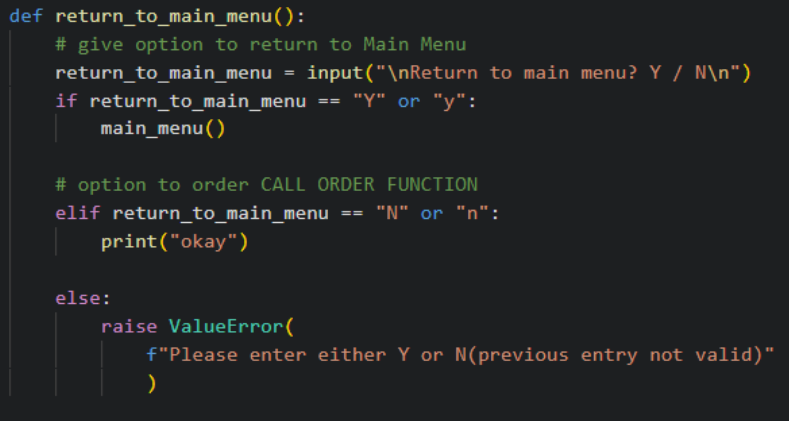 def return_to_main_menu():
# give option to return to Main Menu
return_to_main_menu = input("\nReturn to main menu? Y / N\n")
if return_to_main_menu == "Y" or "y":
main_menu()
# option to order CALL ORDER FUNCTION
elif return_to_main_menu == "N" or "n":
print("okay")
else:
raise ValueError(
f"Please enter either Y or N(previous entry not valid)"
)